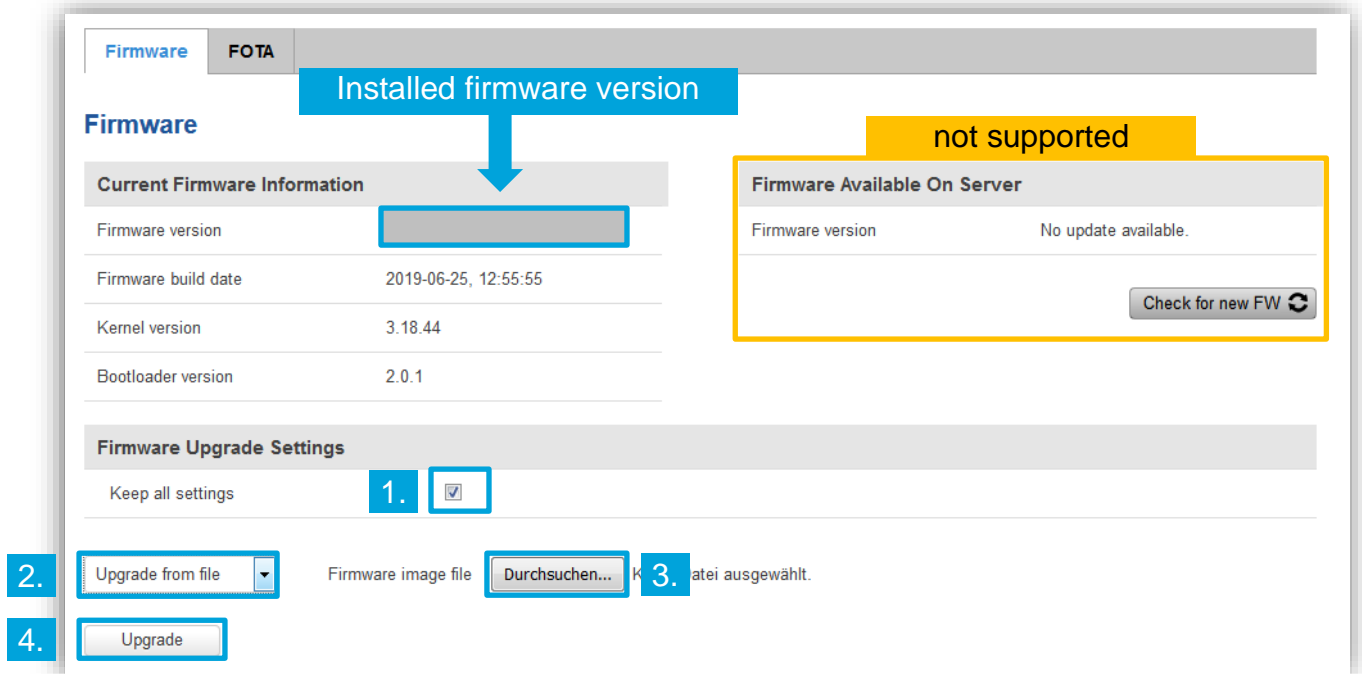 Firmware FOTA
Installed firmware version
Firmware
not supported
Current Firmware Information
Firmware version
Firmware build date 2019-06-25, 12:55:55
Kernel version 3.18.44
Bootloader version 2.0.1
Firmware Available On Server
Firmware version No update available.
Check for new FW
Firmware Upgrade Settings
Keep all settings 1.
2. Upgrade from file Firmware image file Durchsuchen... 3. ausgewählt.
4. Upgrade